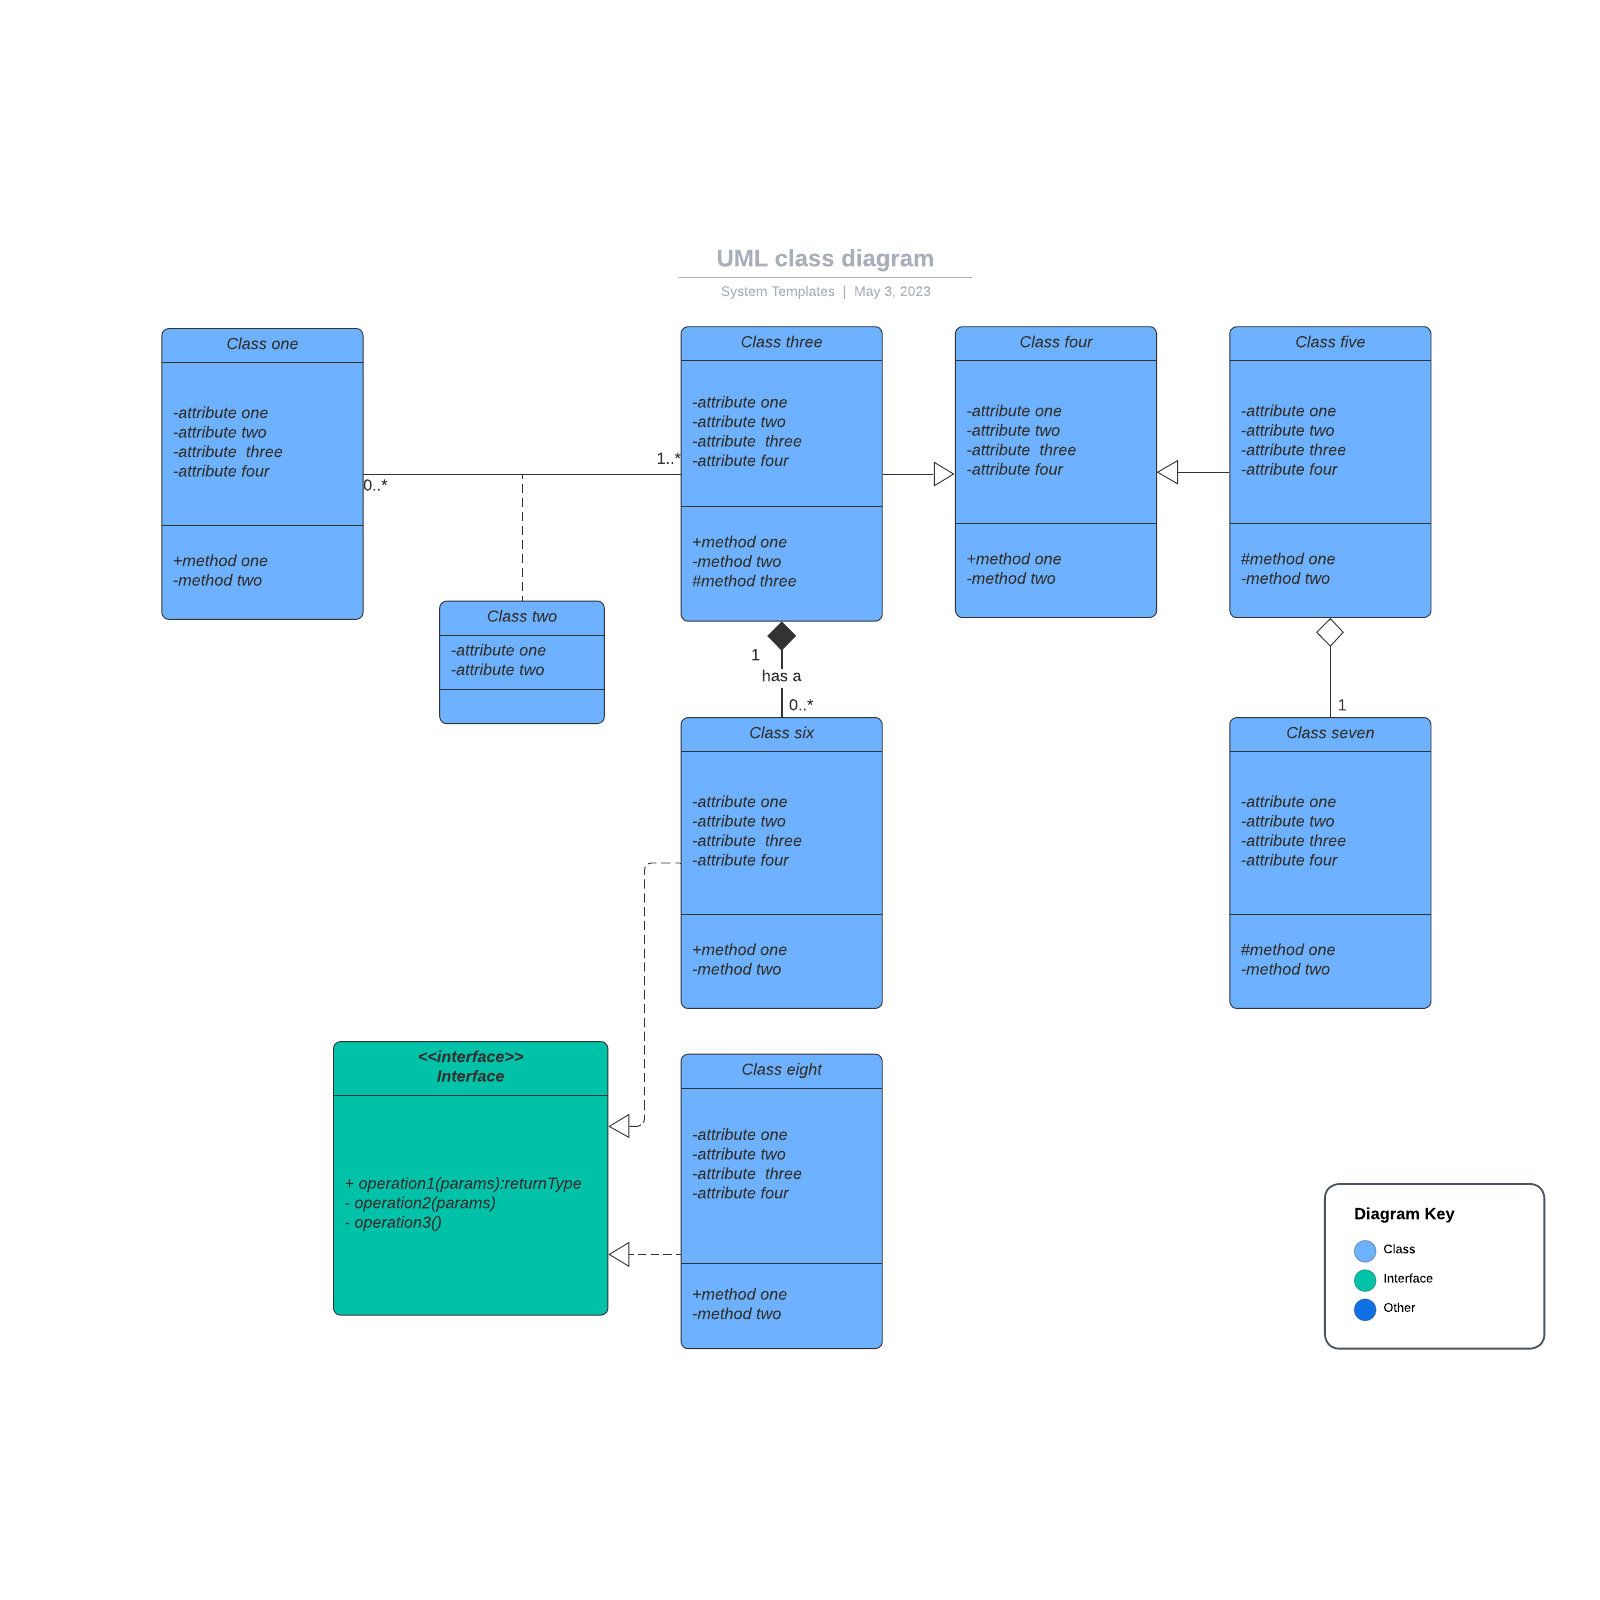 UML class diagram
System Templates | May 3, 2023
Class one
-attribute one
-attribute two
-attribute  three
-attribute four
+method one
-method two
0..*
1..*
Class two
-attribute one
-attribute two
Class three
-attribute one
-attribute two
-attribute  three
-attribute four
+method one
-method two
#method three
Class four
-attribute one
-attribute two
-attribute  three
-attribute four
+method one
-method two
Class five
-attribute one
-attribute two
-attribute three
-attribute four
#method one
-method two
1
has a
0..*
1
Class six
-attribute one
-attribute two
-attribute  three
-attribute four
+method one
-method two
Class seven
-attribute one
-attribute two
-attribute three
-attribute four
#method one
-method two
<<interface>>
Interface
+ operation1(params):returnType
- operation2(params)
- operation3()
Class eight
-attribute one
-attribute two
-attribute  three
-attribute four
+method one
-method two
Diagram Key
Class
Interface
Other